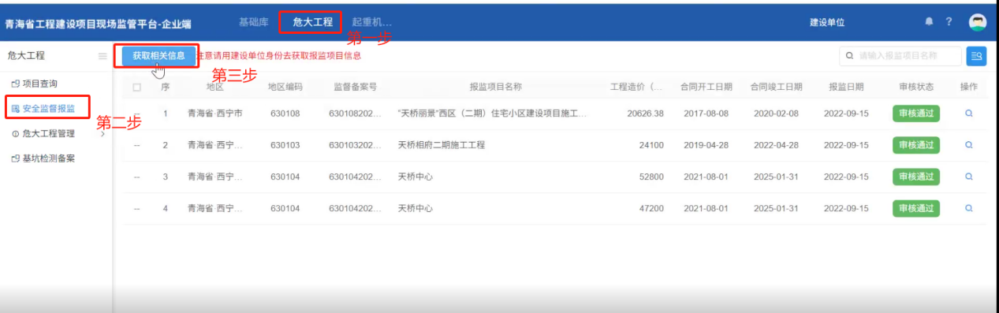 青海省工程建设项目现场监管平台-企业端 基础库 危大工程 起重机... 建设单位 ?
第一步
危大工程 获取相关信息 注意请用建设单位身份去获取报监项目信息 请输入报监项目名称
第三步
项目查询
序 地区 地区编码 监督备案号 报监项目名称 工程造价（... 合同开工日期 合同竣工日期 报监日期 审核状态 操作
安全监督报监
第二步
-- 1 青海省·西宁市 630108 630108202... “天桥丽景”西区（二期）住宅小区建设项目施工... 20626.38 2017-08-08 2020-02-08 2022-09-15 审核通过
危大工程管理
-- 2 青海省·西宁... 630103 630103202... 天桥相府二期施工工程 24100 2019-04-28 2022-04-28 2022-09-15 审核通过
基坑检测备案
-- 3 青海省·西宁... 630104 630104202... 天桥中心 52800 2021-08-01 2025-01-31 2022-09-15 审核通过
-- 4 青海省·西宁... 630104 630104202... 天桥中心 47200 2021-08-01 2025-01-31 2022-09-15 审核通过